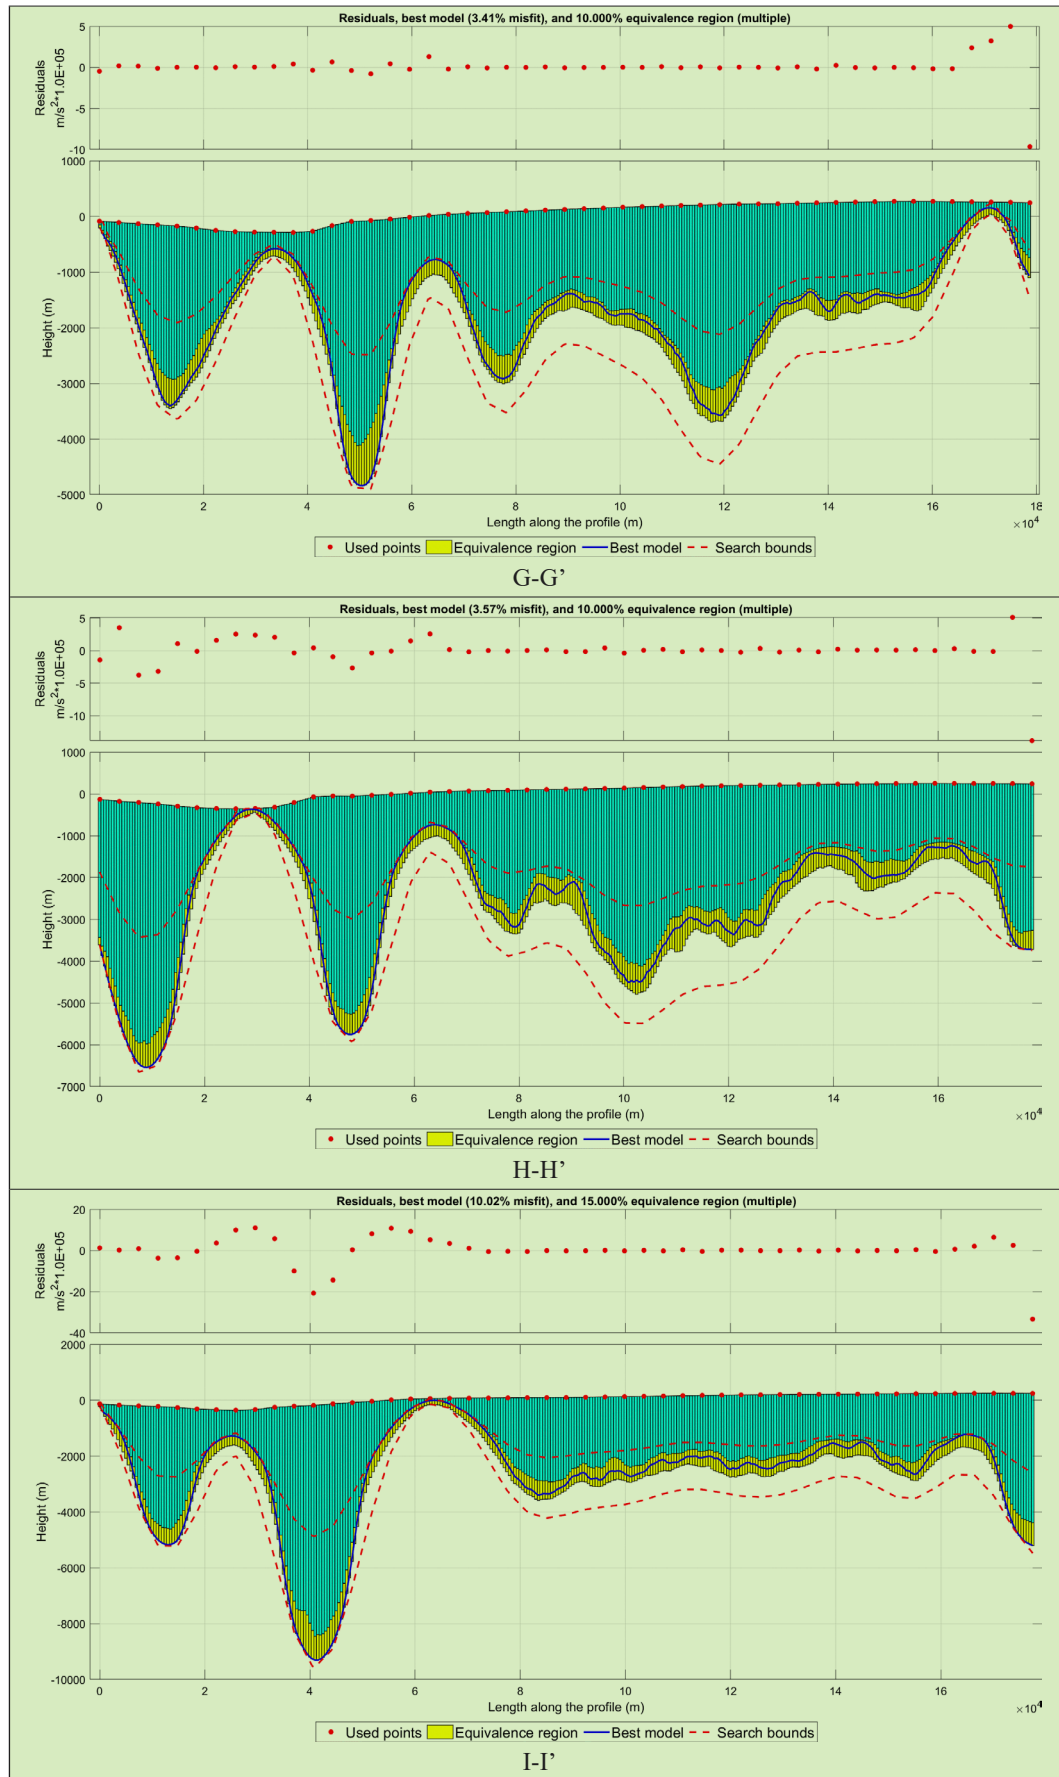 Residuals, best model (3.41% misfit), and 10.000% equivalence region (multiple)
Residuals
m/s²*1.0E+05
5
0
-5
-10
Height (m)
1000
0
-1000
-2000
-3000
-4000
-5000
0 2 4 6 8 10 12 14 16 18
×10⁴
Length along the profile (m)
Used points Equivalence region Best model Search bounds
G-G’
Residuals, best model (3.57% misfit), and 10.000% equivalence region (multiple)
Residuals
m/s²*1.0E+05
5
0
-5
-10
Height (m)
1000
0
-1000
-2000
-3000
-4000
-5000
-6000
-7000
0 2 4 6 8 10 12 14 16
×10⁴
Length along the profile (m)
Used points Equivalence region Best model Search bounds
H-H’
Residuals, best model (10.02% misfit), and 15.000% equivalence region (multiple)
Residuals
m/s²*1.0E+05
20
0
-20
-40
Height (m)
2000
0
-2000
-4000
-6000
-8000
-10000
0 2 4 6 8 10 12 14 16
×10⁴
Length along the profile (m)
Used points Equivalence region Best model Search bounds
I-I’